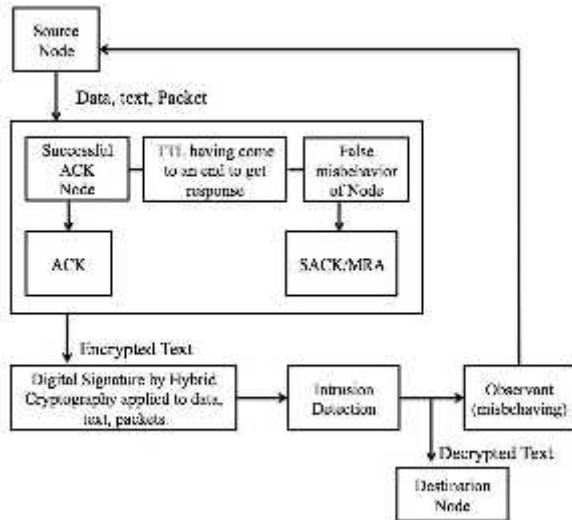 Source
Node
Data, text, Packet
Successful
ACK
Node
TTL having come
to an end to get
response
False
misbehavior
of Node
ACK
SACK/MRA
Encrypted Text
Digital Signature by Hybrid
Cryptography applied to data,
text, packets.
Intrusion
Detection
Observant
(misbehaving)
Decrypted Text
Destination
Node